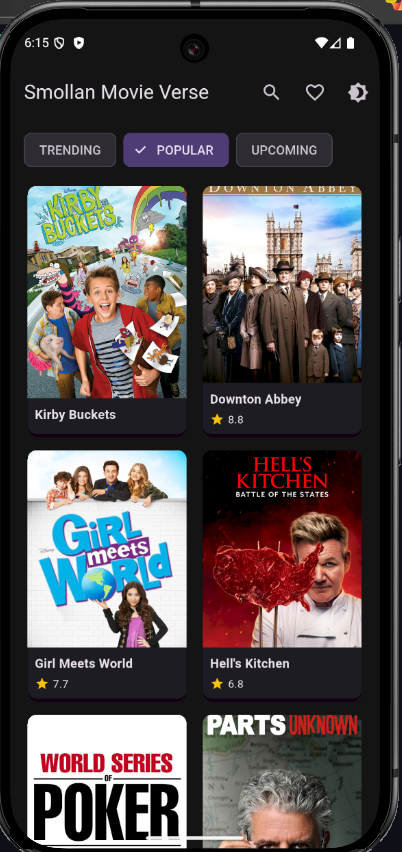 6:15
Smollan Movie Verse
TRENDING
POPULAR
UPCOMING
Disney
KIRBY
BUCKETS
DOWNTON ABBEY
Kirby Buckets
Downton Abbey
8.8
Disney
GiRL
meets
WORLD
HELL'S
KITCHEN
BATTLE OF THE STATES
Girl Meets World
7.7
Hell's Kitchen
6.8
WORLD SERIES
OF
POKER
PARTS UNKNOWN